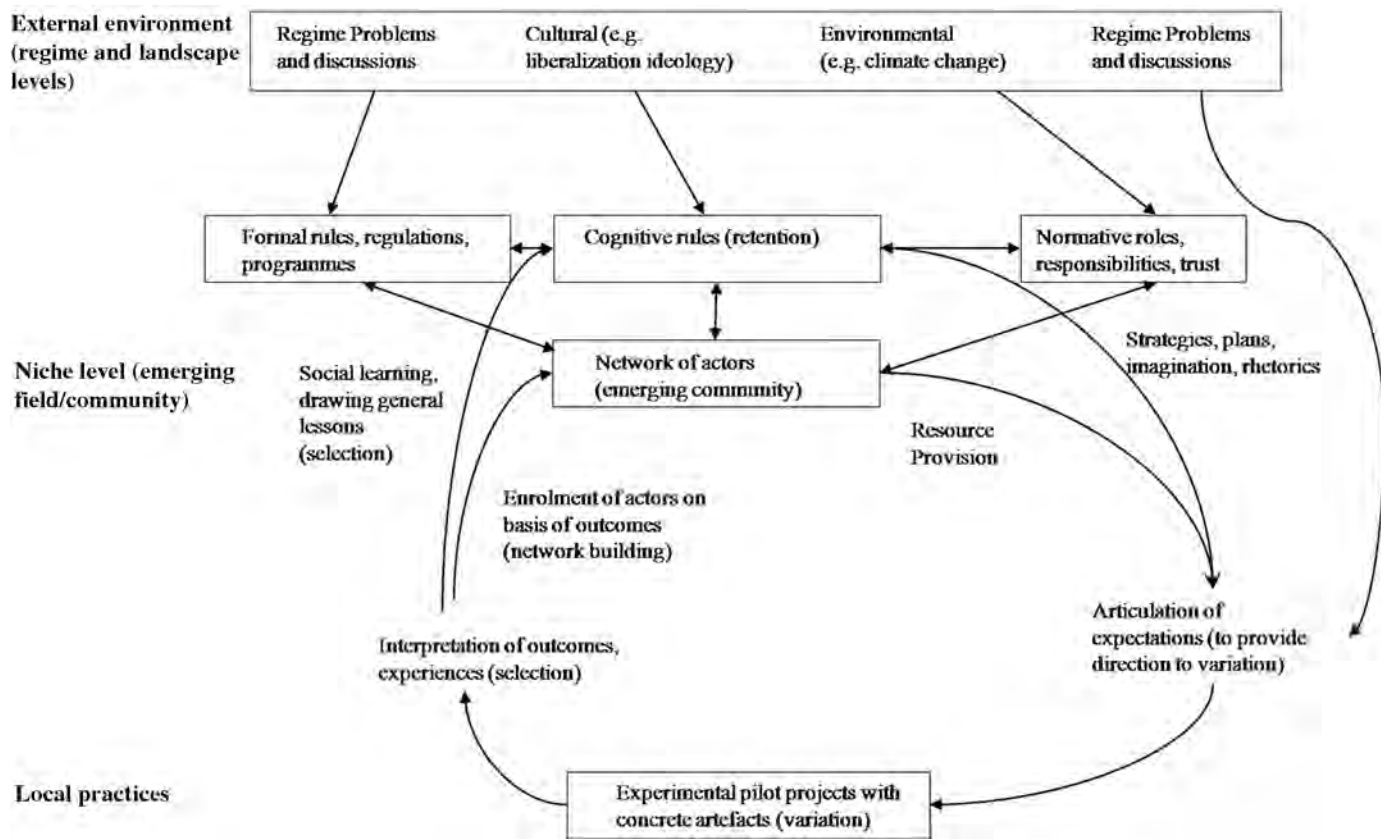 External environment
(regime and landscape
levels)
Regime Problems
and discussions
Cultural (e.g.
liberalization ideology)
Environmental
(e.g. climate change)
Regime Problems
and discussions
Formal rules, regulations,
programmes
Cognitive rules (retention)
Normative roles,
responsibilities, trust
Niche level (emerging
field/community)
Social learning,
drawing general
lessons
(selection)
Network of actors
(emerging community)
Strategies, plans,
imagination, rhetorics
Resource
Provision
Enrolment of actors on
basis of outcomes
(network building)
Interpretation of outcomes,
experiences (selection)
Articulation of
expectations (to provide
direction to variation)
Local practices
Experimental pilot projects with
concrete artefacts (variation)